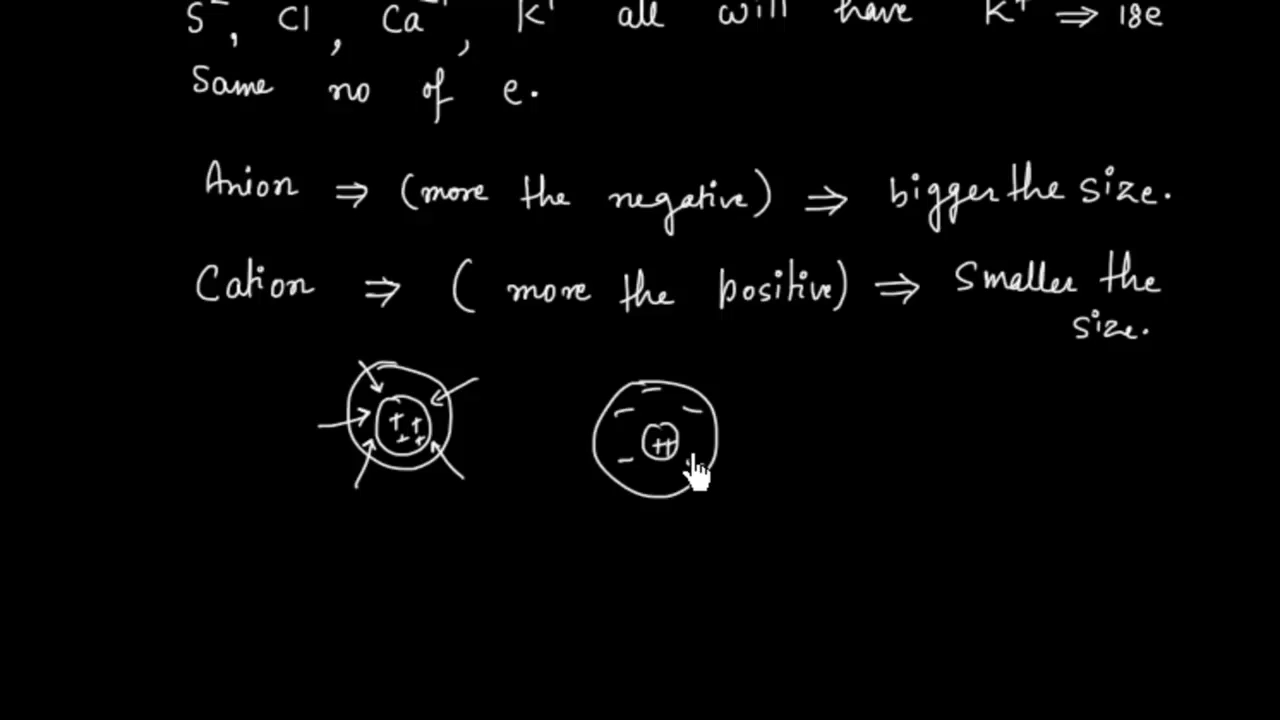 S²⁻, Cl, Ca, K⁺ all will have K⁺ ⇒ 18e
Same no of e.
Anion ⇒ (more the negative) ⇒ bigger the size.
Cation ⇒ ( more the positive) ⇒ Smaller the
size.
+ +
+ +
- - -
++
-